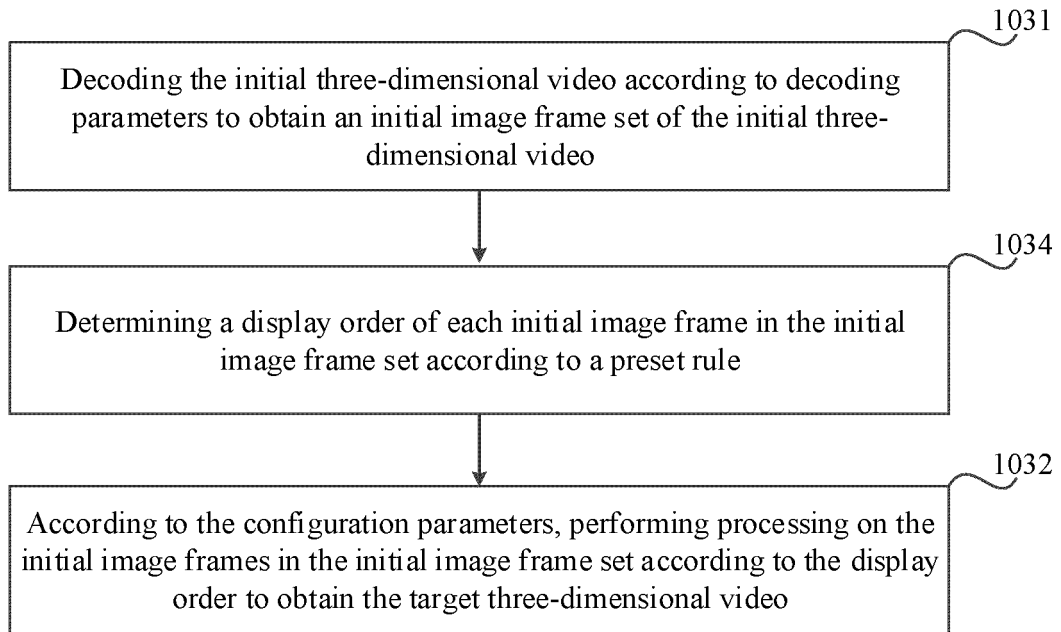 1031
Decoding the initial three-dimensional video according to decoding
parameters to obtain an initial image frame set of the initial three-
dimensional video
1034
Determining a display order of each initial image frame in the initial
image frame set according to a preset rule
1032
According to the configuration parameters, performing processing on the
initial image frames in the initial image frame set according to the display
order to obtain the target three-dimensional video